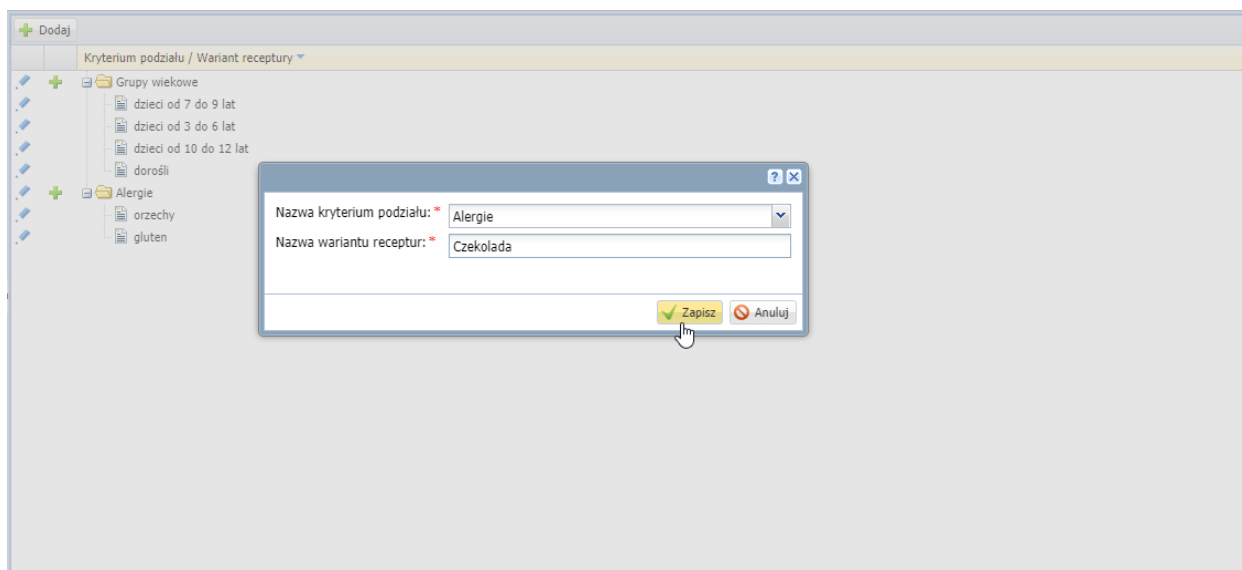 Dodaj
Kryterium podziału / Wariant receptury
Grupy wiekowe
dzieci od 7 do 9 lat
dzieci od 3 do 6 lat
dzieci od 10 do 12 lat
dorośli
Alergie
orzechy
gluten
?
Nazwa kryterium podziału: * Alergie
Nazwa wariantu receptur: * Czekolada
Zapisz Anuluj